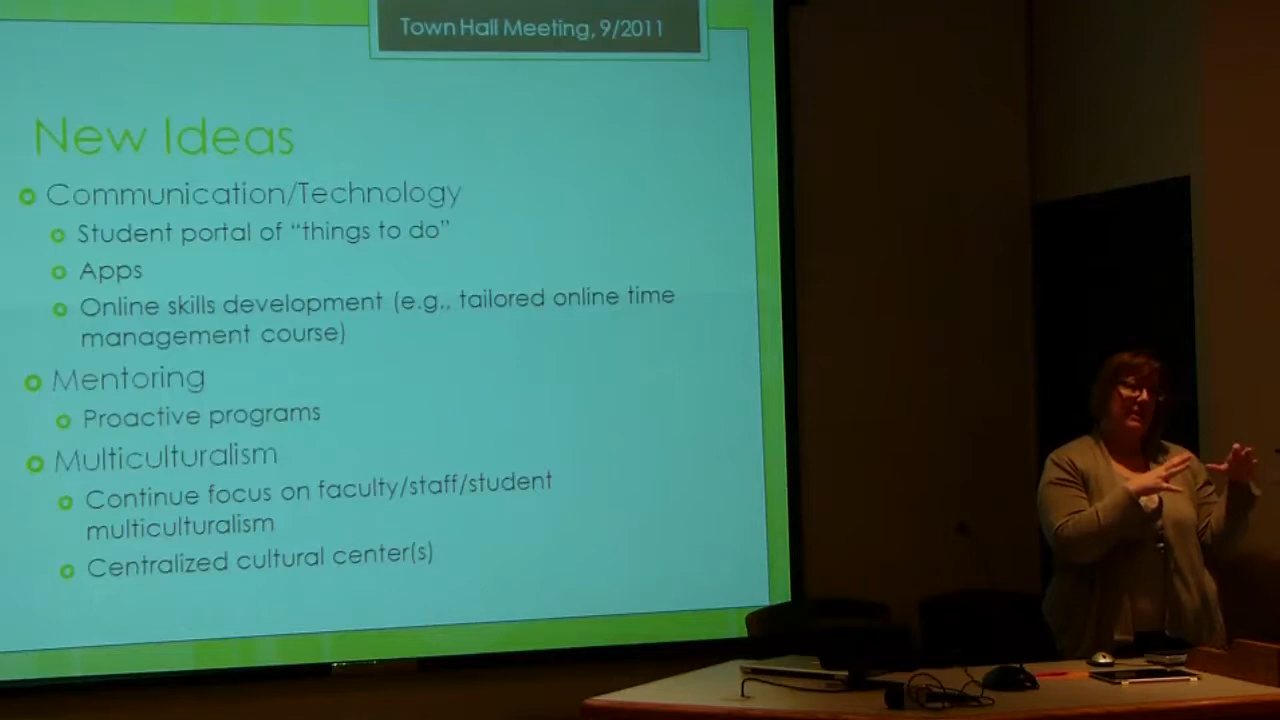 Town Hall Meeting, 9/2011
New Ideas
Communication/Technology
Student portal of “things to do”
Apps
Online skills development (e.g., tailored online time
management course)
Mentoring
Proactive programs
Multiculturalism
Continue focus on faculty/staff/student
multiculturalism
Centralized cultural center(s)